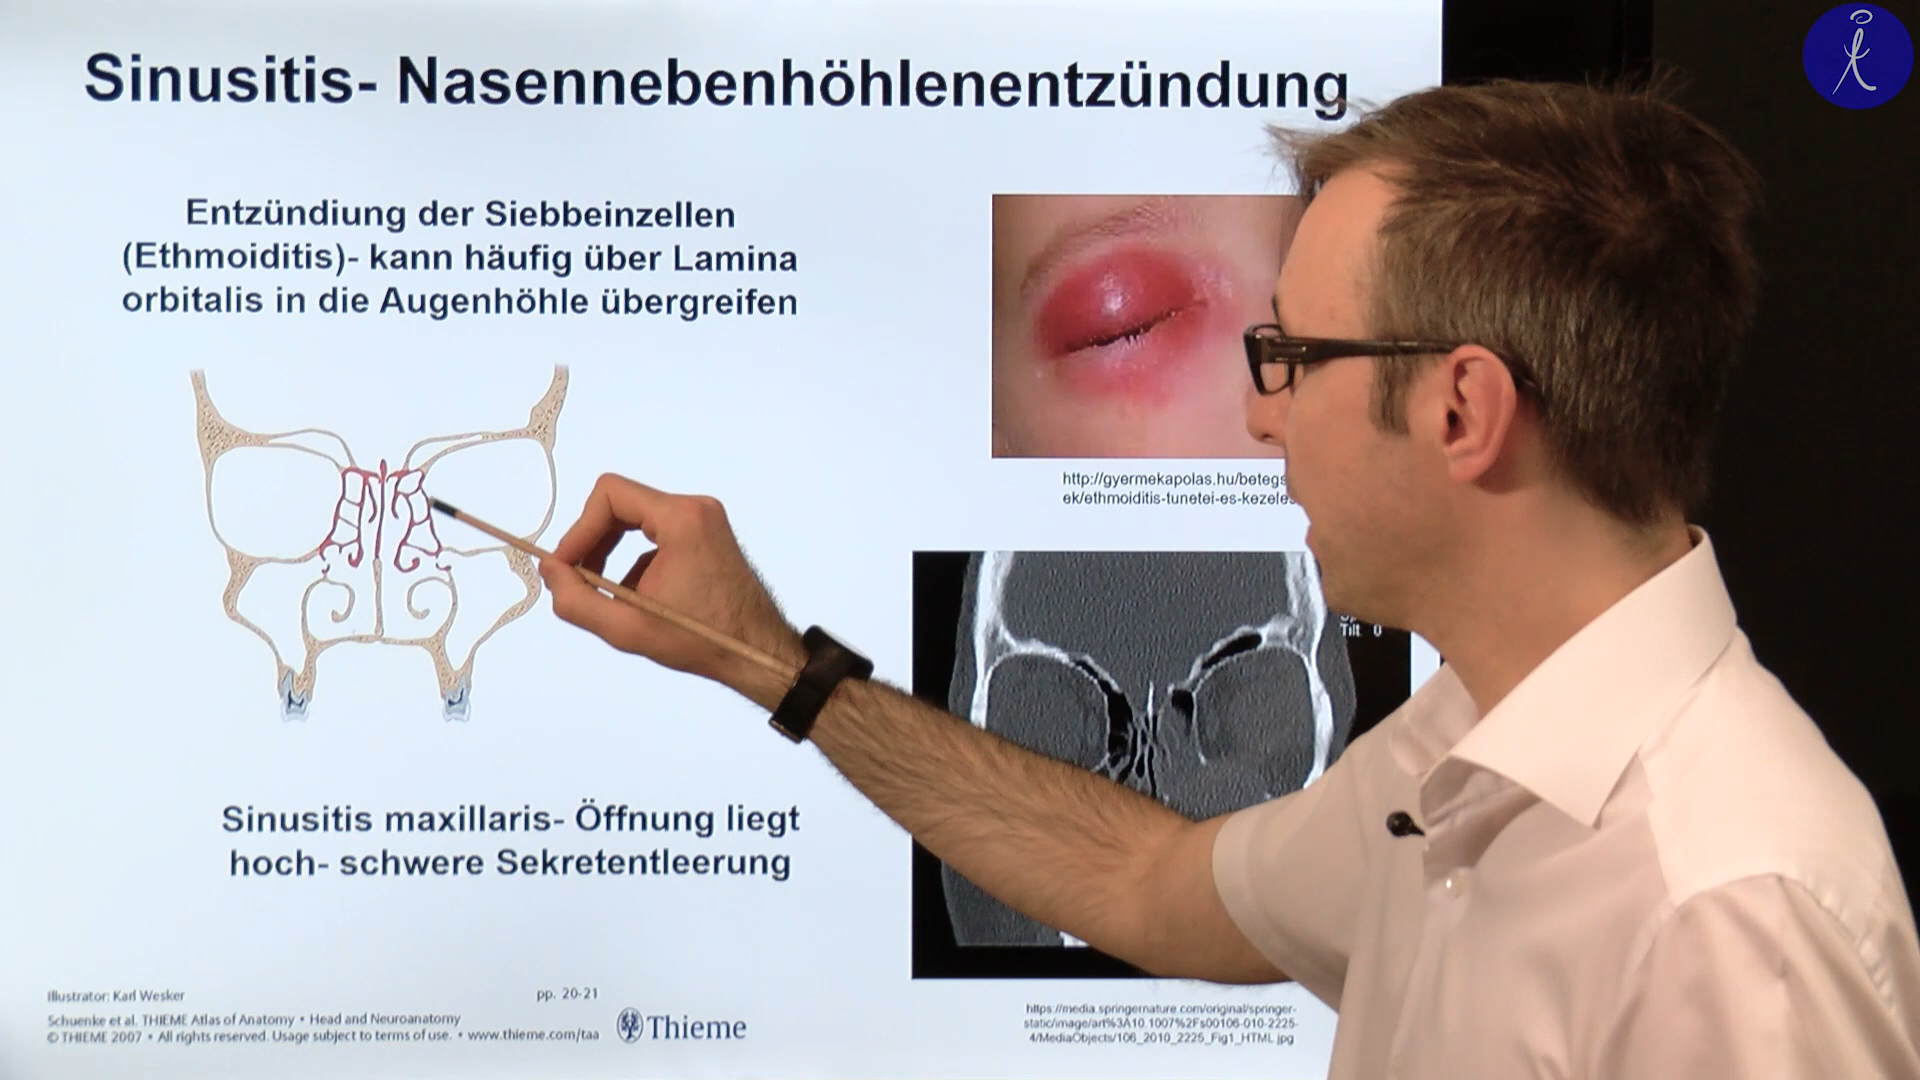 Sinusitis- Nasennebenhöhlenentzündung
Entzündiung der Siebbeinzellen
(Ethmoiditis)- kann häufig über Lamina
orbitalis in die Augenhöhle übergreifen
http://gyermekapolas.hu/betegs
ek/ethmoiditis-tunetei-es-kezeles
Tilt 0
Sinusitis maxillaris- Öffnung liegt
hoch- schwere Sekretentleerung
Illustrator: Karl Wesker
pp. 20-21
Schuenke et al. THIEME Atlas of Anatomy • Head and Neuroanatomy
© THIEME 2007 • All rights reserved. Usage subject to terms of use. • www.thieme.com/taa
Thieme
https://media.springernature.com/original/springer-
static/image/art%3A10.1007%2Fs00106-010-2225-
4/MediaObjects/106_2010_2225_Fig1_HTML.jpg